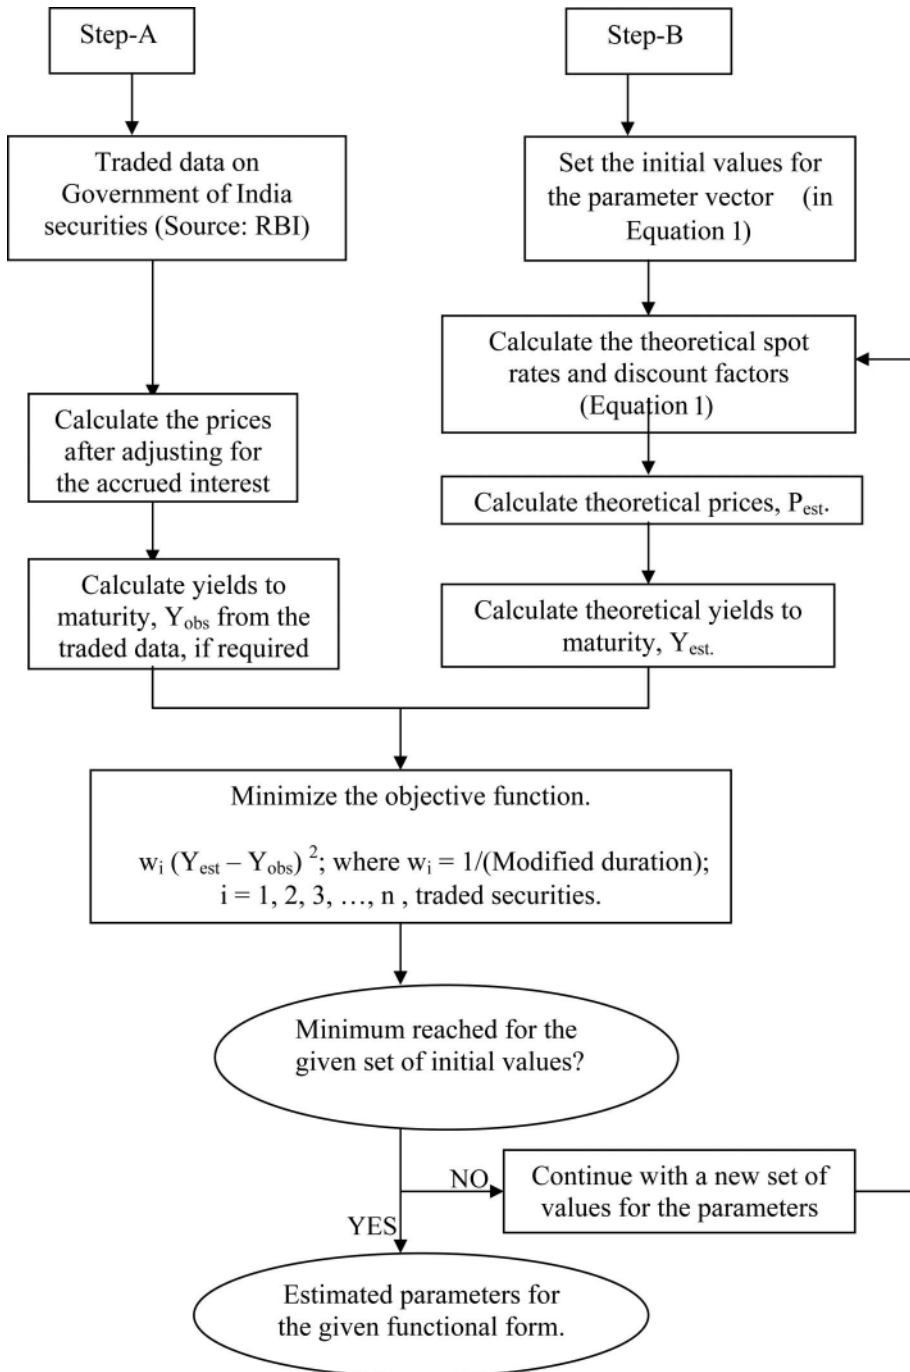 Step-A
Step-B
Traded data on
Government of India
securities (Source: RBI)
Set the initial values for
the parameter vector (in
Equation 1)
Calculate the theoretical spot
rates and discount factors
(Equation 1)
Calculate the prices
after adjusting for
the accrued interest
Calculate theoretical prices, Pest.
Calculate yields to
maturity, Yobs from the
traded data, if required
Calculate theoretical yields to
maturity, Yest.
Minimize the objective function.
wi (Yest – Yobs) ²; where wi = 1/(Modified duration);
i = 1, 2, 3, …, n , traded securities.
Minimum reached for the
given set of initial values?
NO
Continue with a new set of
values for the parameters
YES
Estimated parameters for
the given functional form.